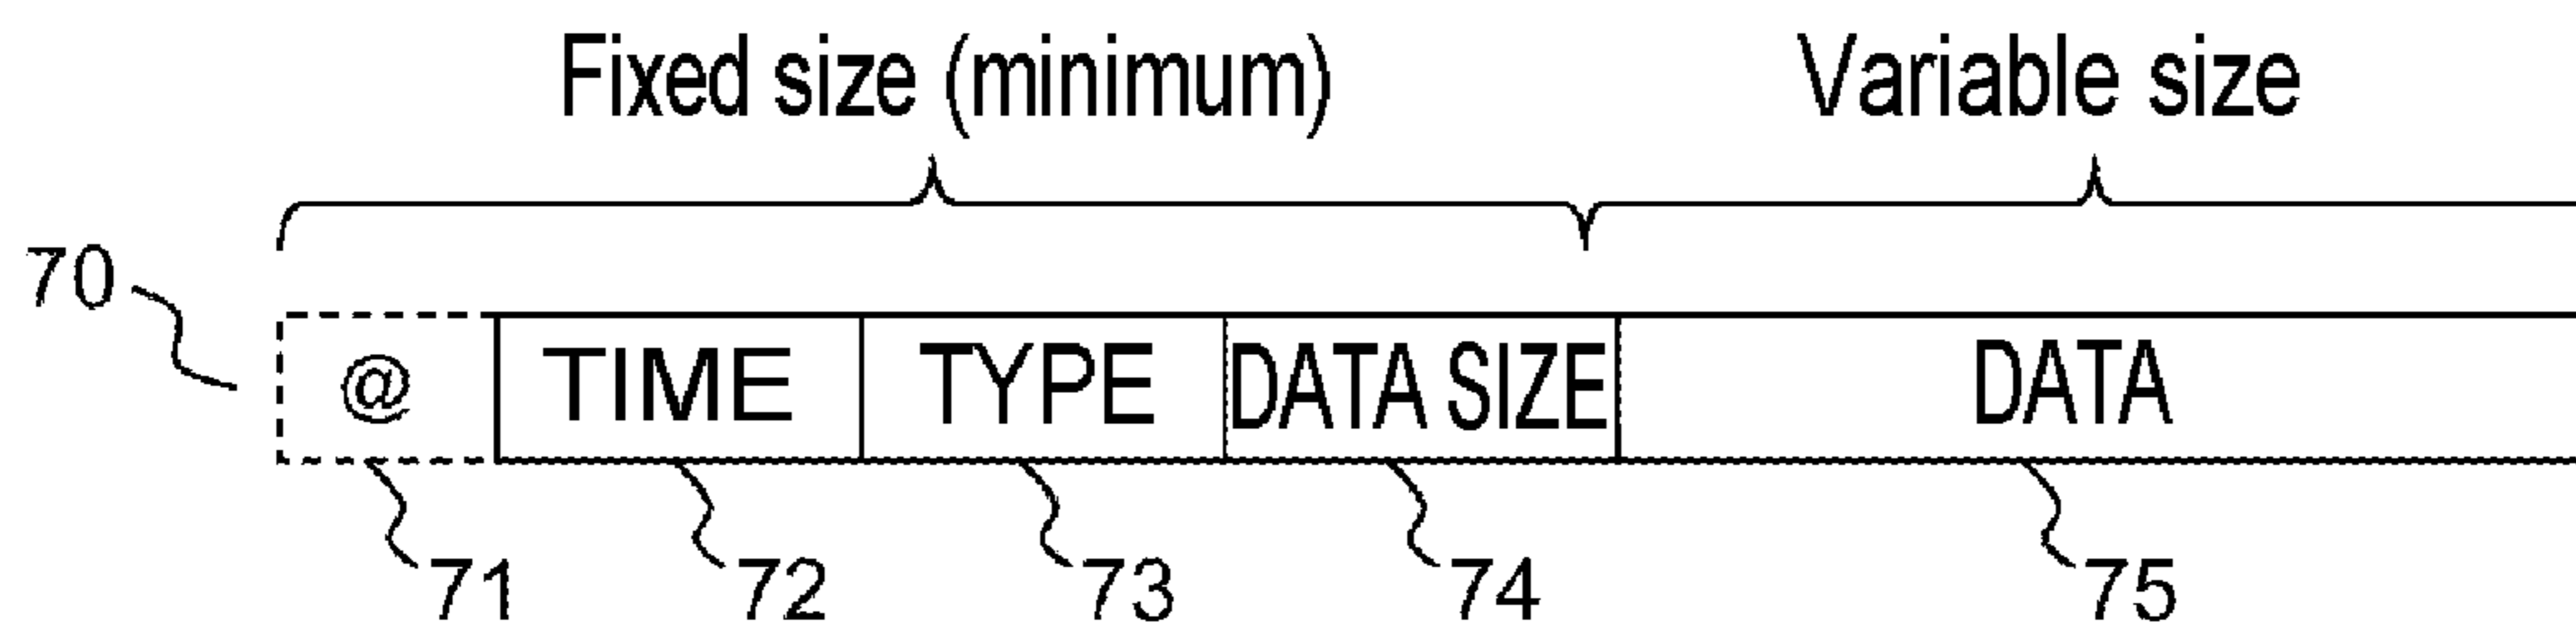 Fixed size (minimum) Variable size
70
@ TIME TYPE DATA SIZE DATA
71 72 73 74 75